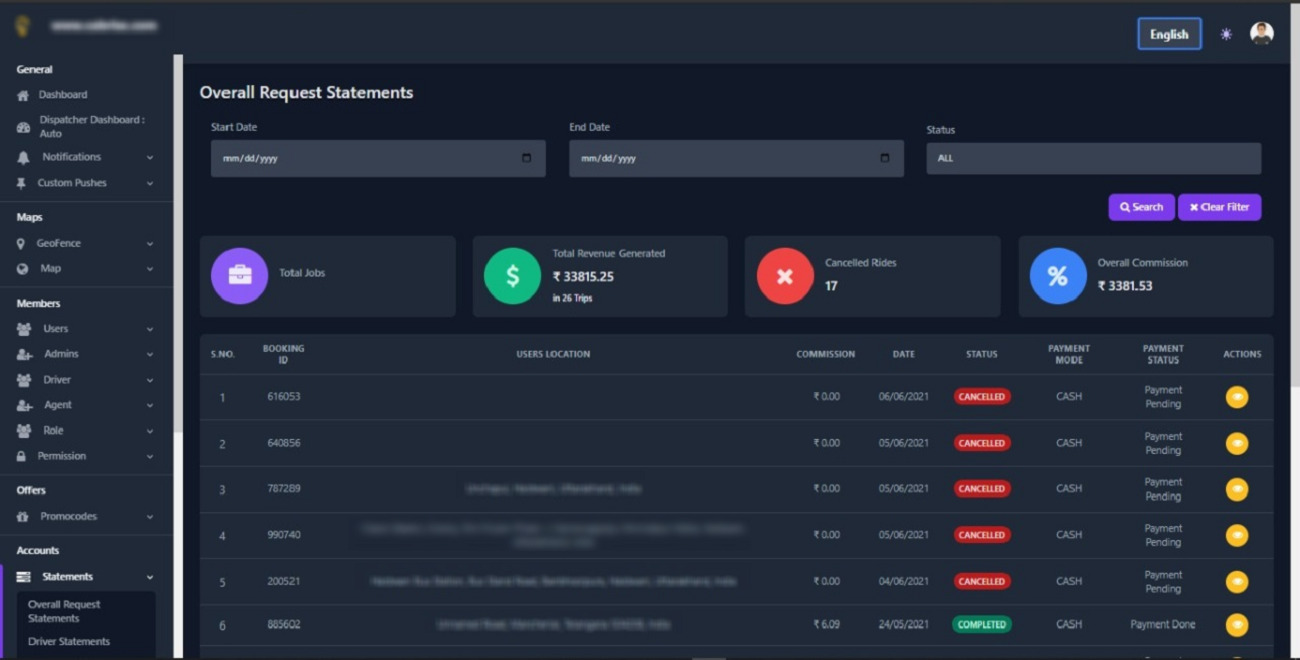 English
General
Dashboard
Dispatcher Dashboard :
Auto
Notifications
Custom Pushes
Maps
GeoFence
Map
Members
Users
Admins
Driver
Agent
Role
Permission
Offers
Promocodes
Accounts
Statements
Overall Request
Statements
Driver Statements
Overall Request Statements
Start Date
End Date
Status
mm/dd/yyyy
mm/dd/yyyy
ALL
Search
Clear Filter
Total Jobs
Total Revenue Generated
₹ 33815.25
in 26 Trips
Cancelled Rides
17
Overall Commission
₹ 3381.53
S.NO. BOOKING ID USERS LOCATION COMMISSION DATE STATUS PAYMENT MODE PAYMENT STATUS ACTIONS
1 616053 ₹ 0.00 06/06/2021 CANCELLED CASH Payment Pending
2 640856 ₹ 0.00 05/06/2021 CANCELLED CASH Payment Pending
3 787289 ₹ 0.00 05/06/2021 CANCELLED CASH Payment Pending
4 990740 ₹ 0.00 05/06/2021 CANCELLED CASH Payment Pending
5 200521 ₹ 0.00 04/06/2021 CANCELLED CASH Payment Pending
6 885602 ₹ 6.09 24/05/2021 COMPLETED CASH Payment Done